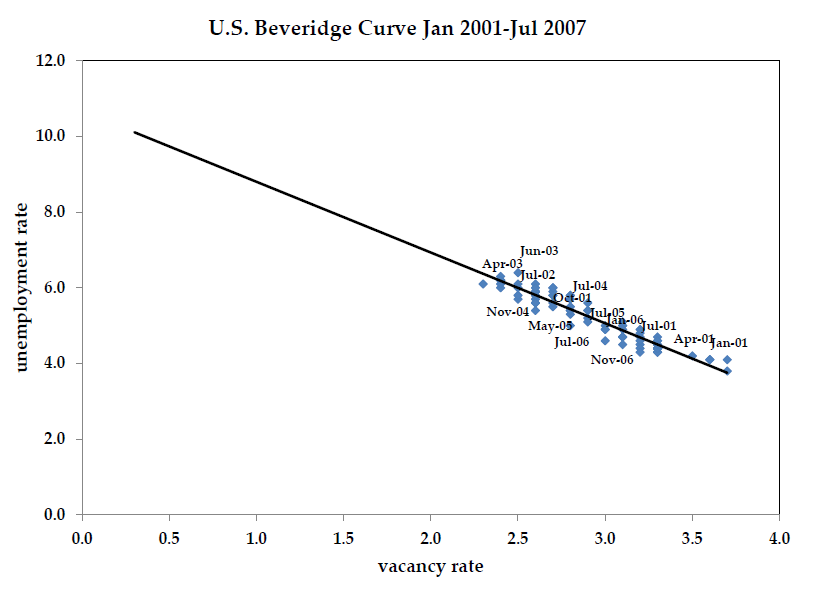 U.S. Beveridge Curve Jan 2001-Jul 2007
12.0
10.0
8.0
6.0
4.0
2.0
0.0
unemployment rate
Jun-03
Apr-03
Jul-02
Jul-04
Oct-01
Nov-04
Jul-05
May-05
Jan-06
Jul-01
Jul-06
Apr-01
Jan-01
Nov-06
0.0 0.5 1.0 1.5 2.0 2.5 3.0 3.5 4.0
vacancy rate